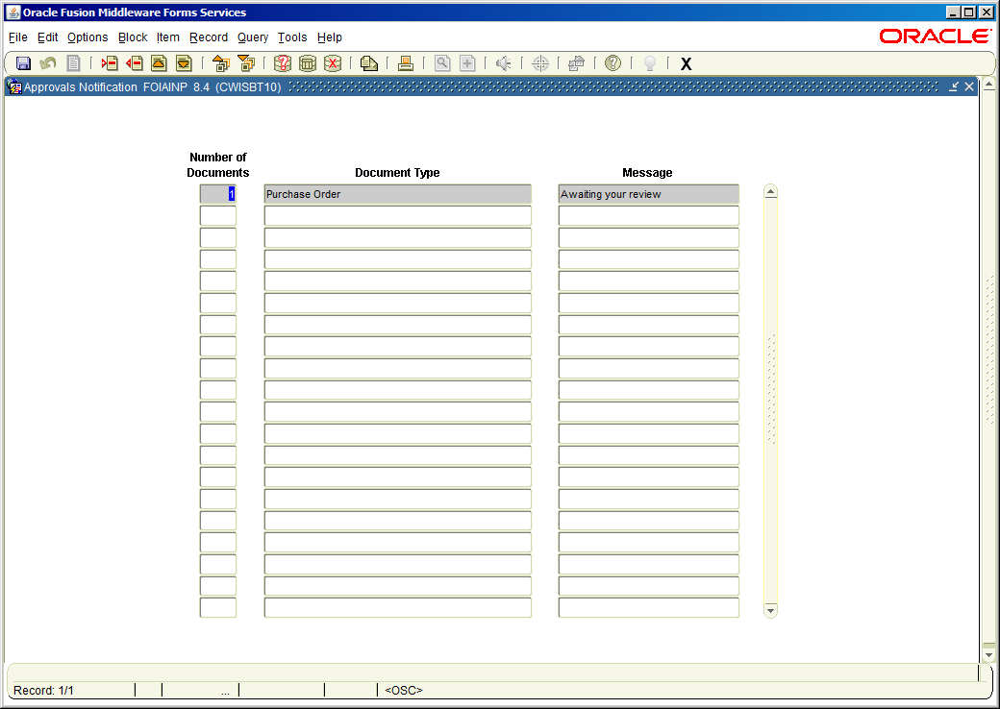 Oracle Fusion Middleware Forms Services
File Edit Options Block Item Record Query Tools Help
ORACLE
X
Approvals Notification FOIAINP 8.4 (CWISBT10)
Number of
Documents
Document Type
Message
1
Purchase Order
Awaiting your review
Record: 1/1
...
<OSC>